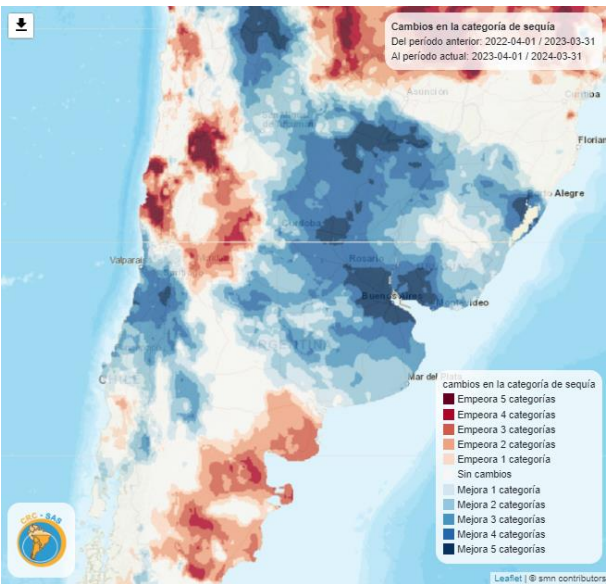 Cambios en la categoría de sequía
Del período anterior: 2022-04-01 / 2023-03-31
Al período actual: 2023-04-01 / 2024-03-31
Asunción
Curitiba
Florian
Porto Alegre
Córdoba
Valparaís
Rosario
Buenos Aires
Montevideo
ARGENTINA
CHILE
Mar del Plata
cambios en la categoría de sequía
Empeora 5 categorías
Empeora 4 categorías
Empeora 3 categorías
Empeora 2 categorías
Empeora 1 categoría
Sin cambios
Mejora 1 categoría
Mejora 2 categorías
Mejora 3 categorías
Mejora 4 categorías
Mejora 5 categorías
CRC - SAS
Leaflet | © smn contributors